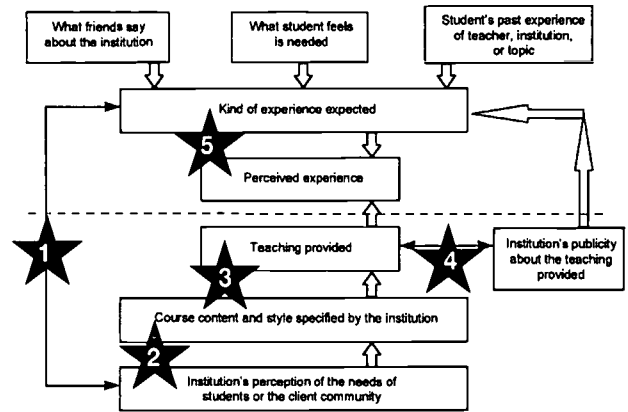 What friends say
about the institution
What student feels
is needed
Student's past experience
of teacher, institution,
or topic
Kind of experience expected
5
Perceived experience
1
Teaching provided
4
Institution's publicity
about the teaching
provided
3
Course content and style specified by the institution
2
Institution's perception of the needs of
students or the client community